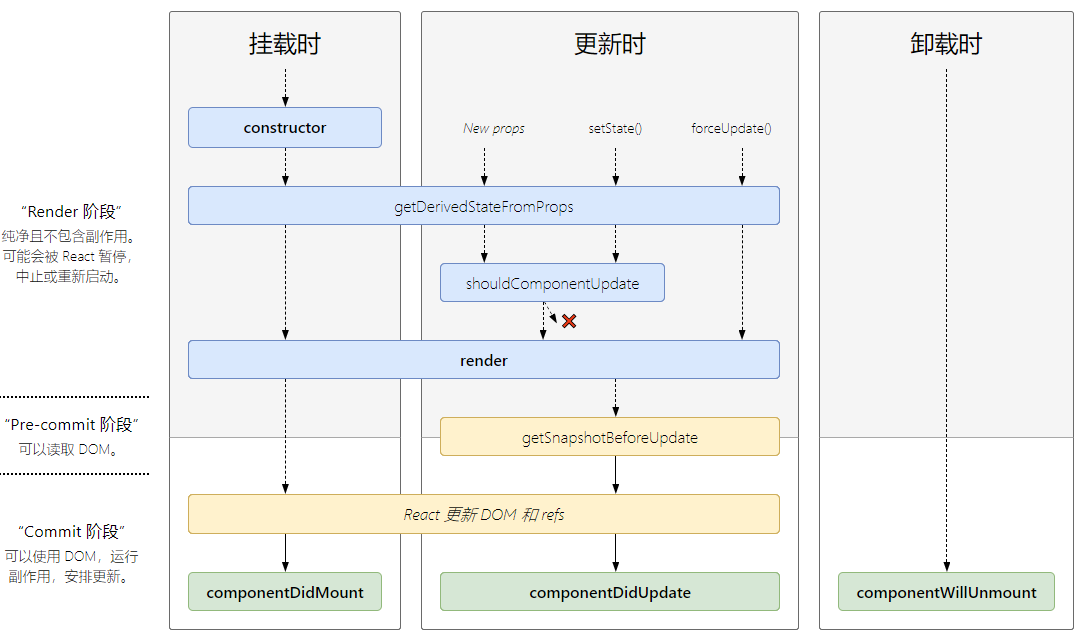 挂载时
更新时
卸载时
constructor
New props
setState()
forceUpdate()
getDerivedStateFromProps
“Render 阶段”
纯净且不包含副作用。
可能会被 React 暂停，
中止或重新启动。
shouldComponentUpdate
render
“Pre-commit 阶段”
可以读取 DOM。
getSnapshotBeforeUpdate
React 更新 DOM 和 refs
“Commit 阶段”
可以使用 DOM，运行
副作用，安排更新。
componentDidMount
componentDidUpdate
componentWillUnmount